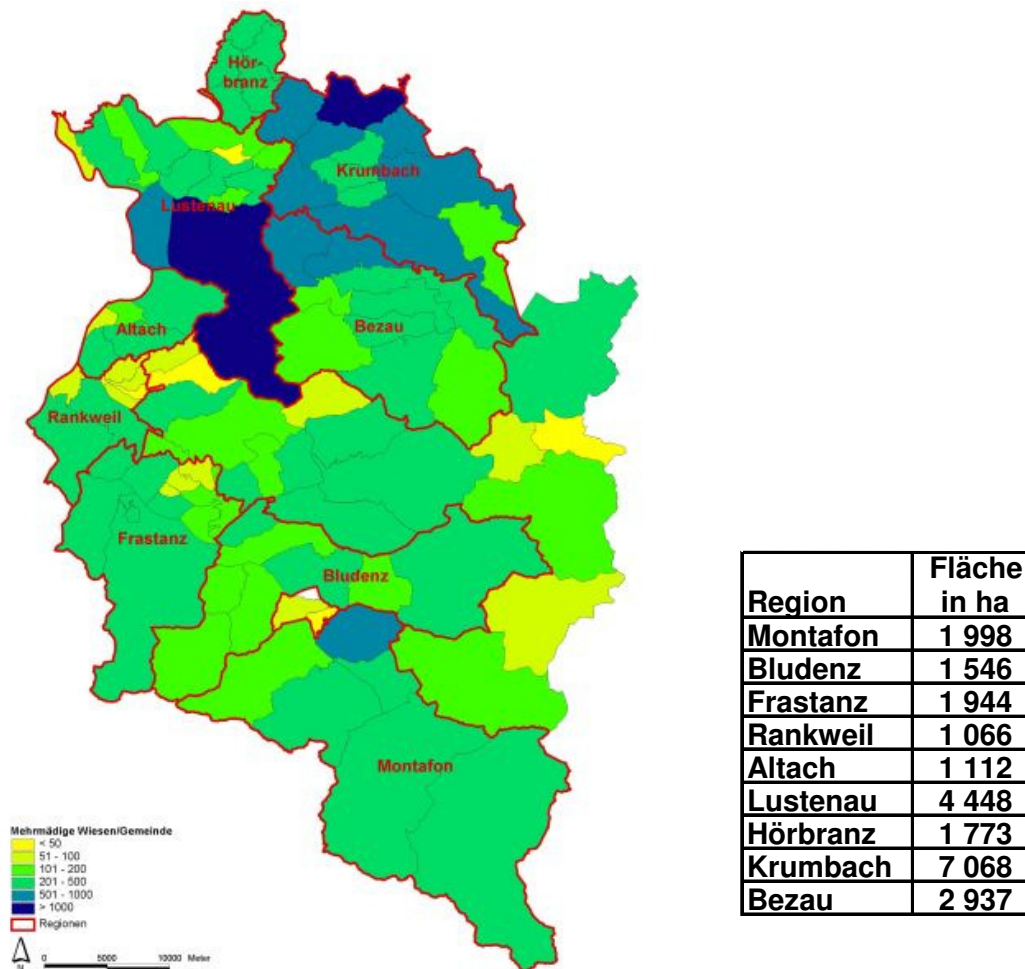 Hör-
branz
Krumbach
Lustenau
Altach
Bezau
Rankweil
Frastanz
Bludenz
Montafon
Mehrmädige Wiesen/Gemeinde
< 50
51 - 100
101 - 200
201 - 500
501 - 1000
> 1000
Regionen
N
0 5000 10000 Meter
Region Fläche in ha
Montafon 1 998
Bludenz 1 546
Frastanz 1 944
Rankweil 1 066
Altach 1 112
Lustenau 4 448
Hörbranz 1 773
Krumbach 7 068
Bezau 2 937